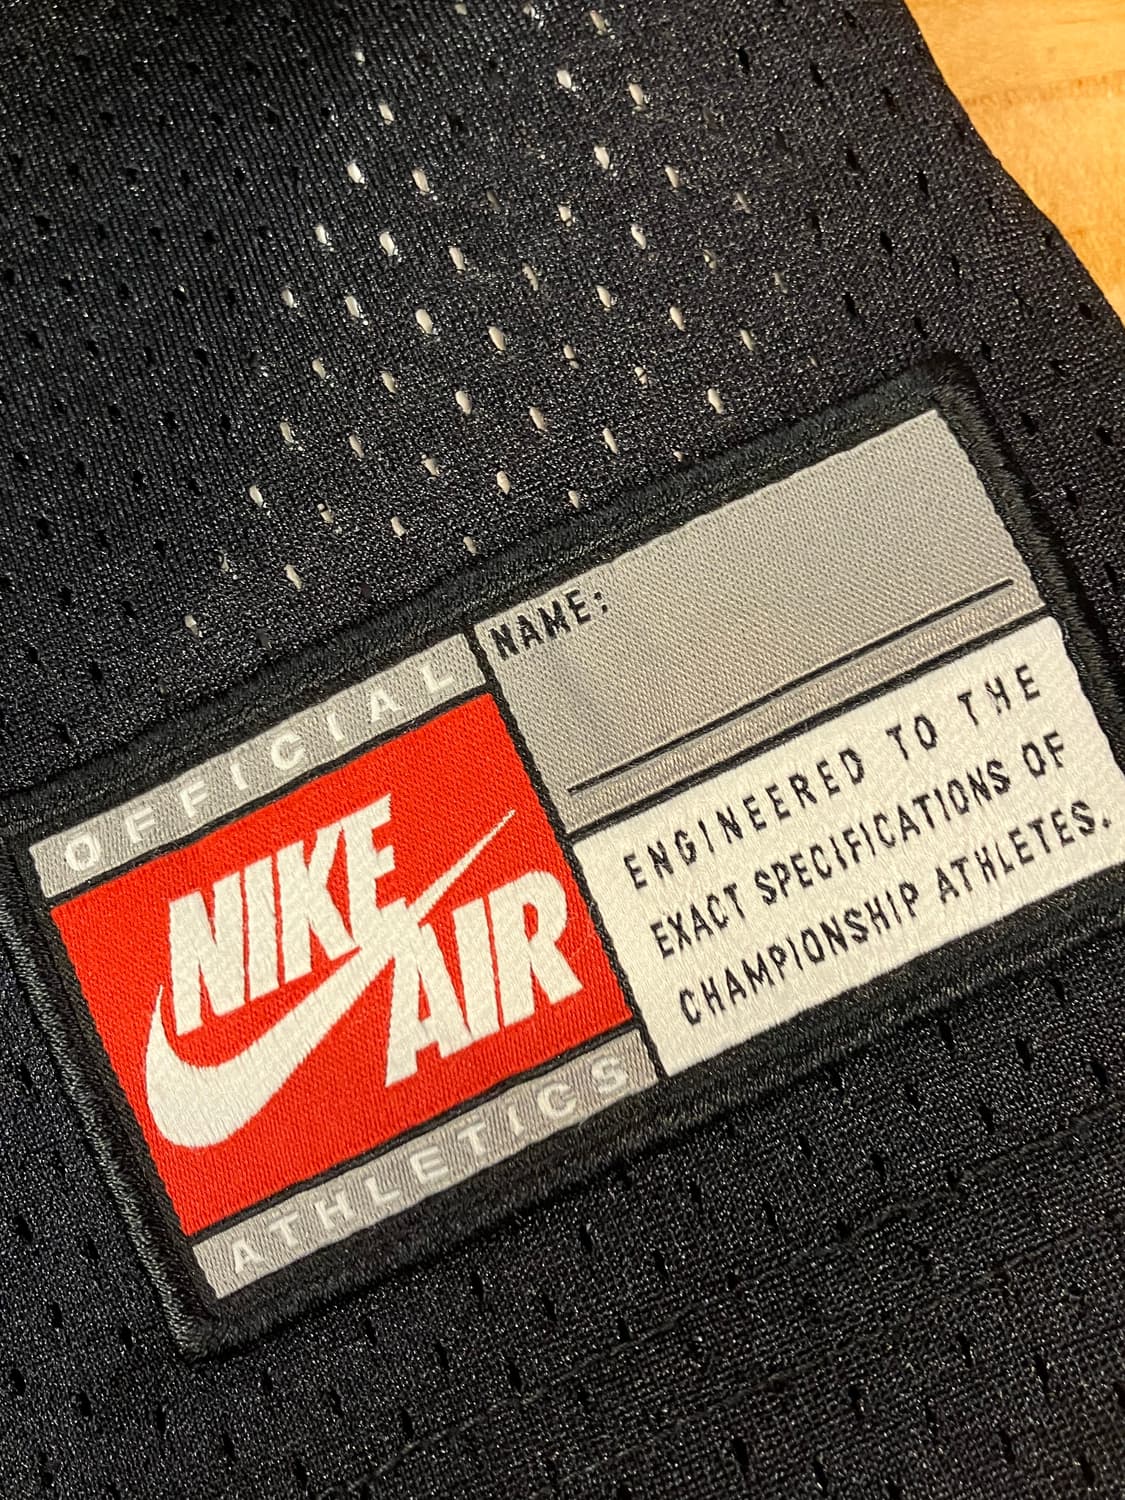 OFFICIAL
NIKE
AIR
ATHLETICS
NAME:
ENGINEERED TO THE
EXACT SPECIFICATIONS OF
CHAMPIONSHIP ATHLETES.